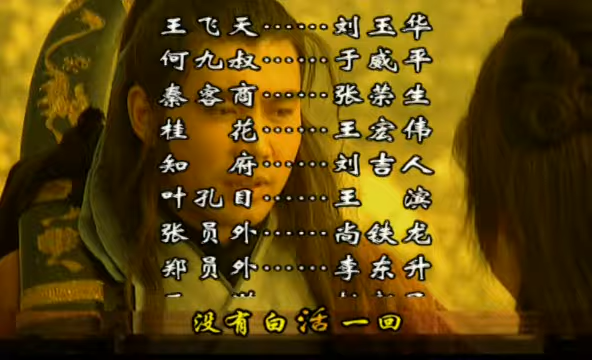 王飞天……刘玉华
何九叔……于威平
秦客商……张荣生
桂 花……王宏伟
知 府……刘吉人
叶孔目……王 滨
张员外……尚铁龙
郑员外……李东升
没有白活一回